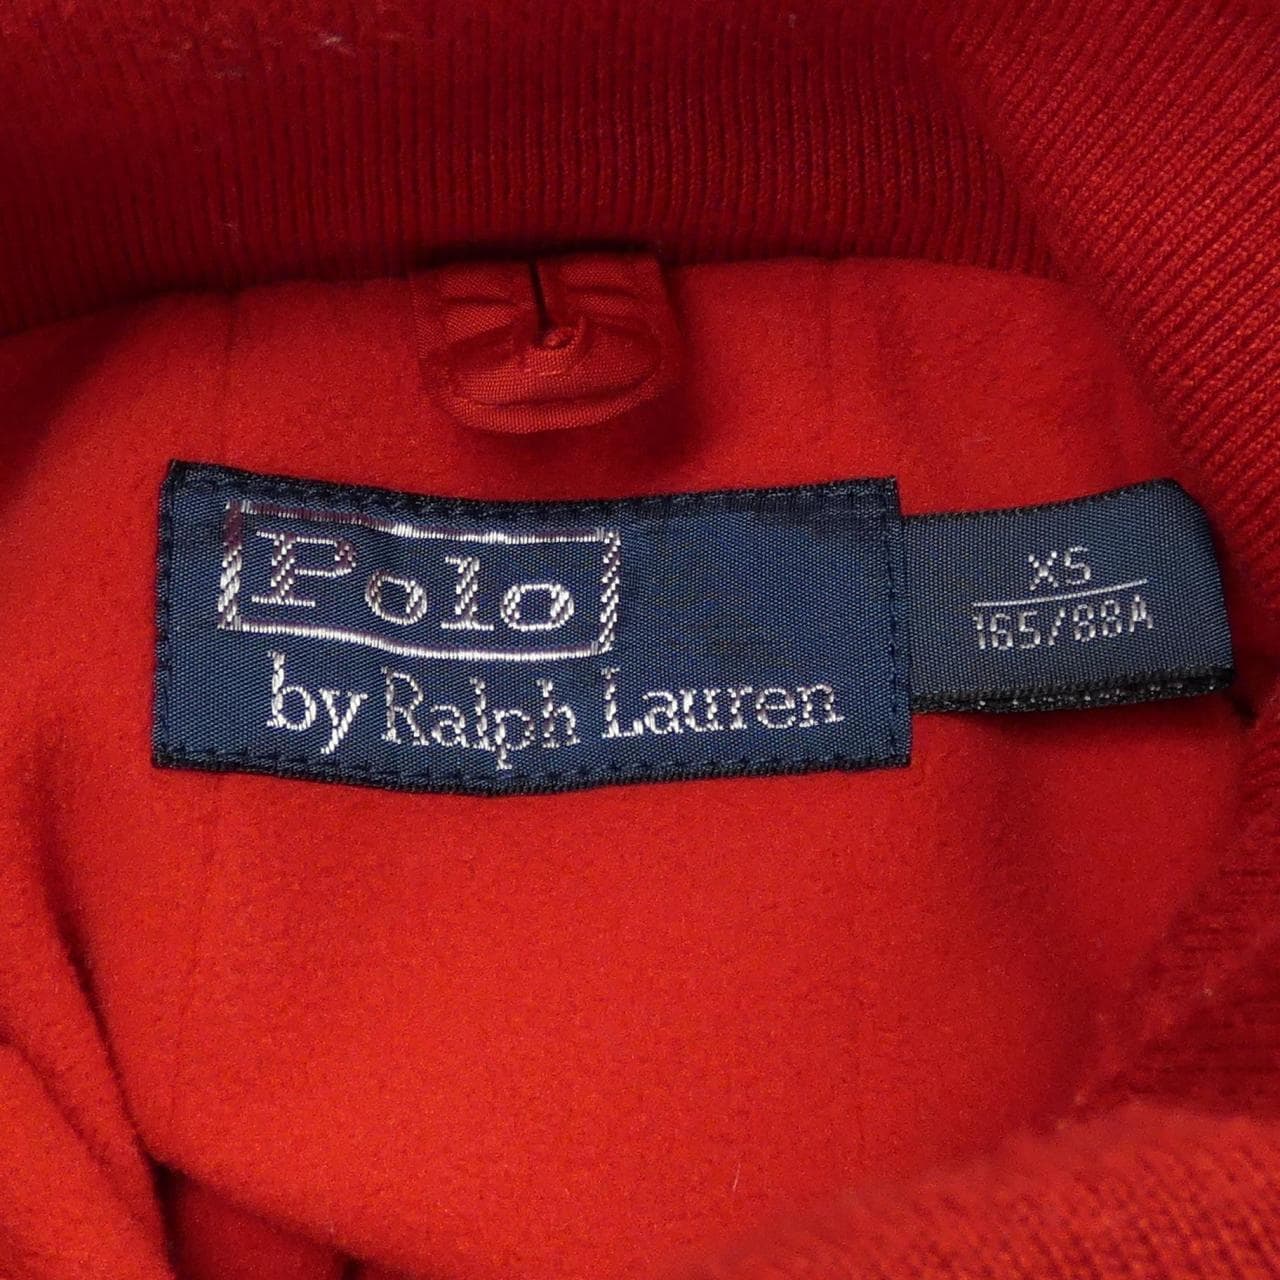 Polo
by Ralph Lauren
XS
165/88A